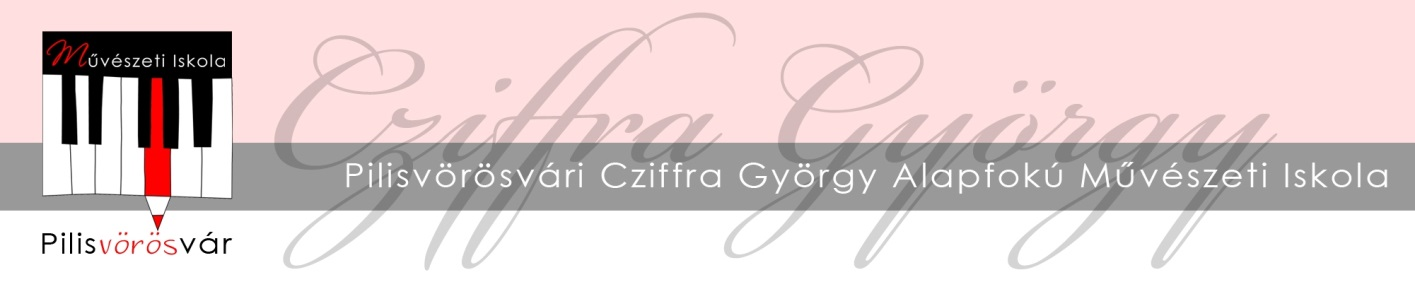 Művészeti Iskola
Pilisvörösvár
Cziffra György
Pilisvörösvári Cziffra György Alapfokú Művészeti Iskola